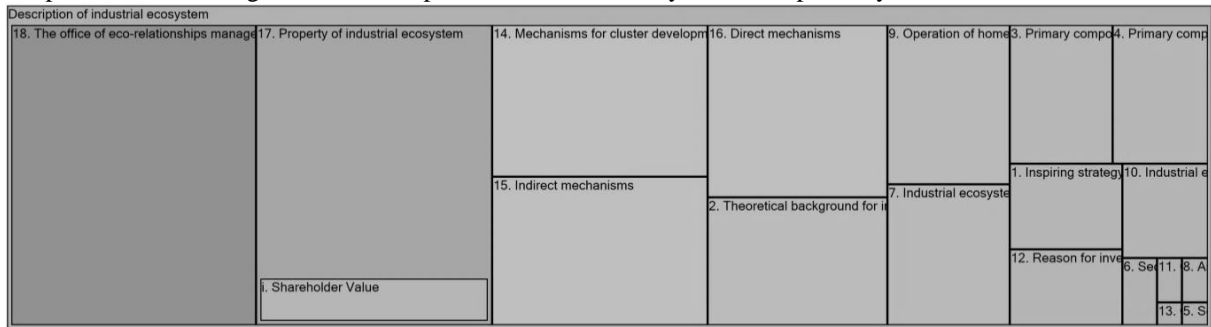 Description of industrial ecosystem
18. The office of eco-relationships manage
17. Property of industrial ecosystem
i. Shareholder Value
14. Mechanisms for cluster developm
15. Indirect mechanisms
16. Direct mechanisms
2. Theoretical background for i
9. Operation of home
7. Industrial ecosyste
3. Primary compo
4. Primary comp
1. Inspiring strategy
10. Industrial e
12. Reason for inve
6. Sec
11.
8. A
13.
5. S